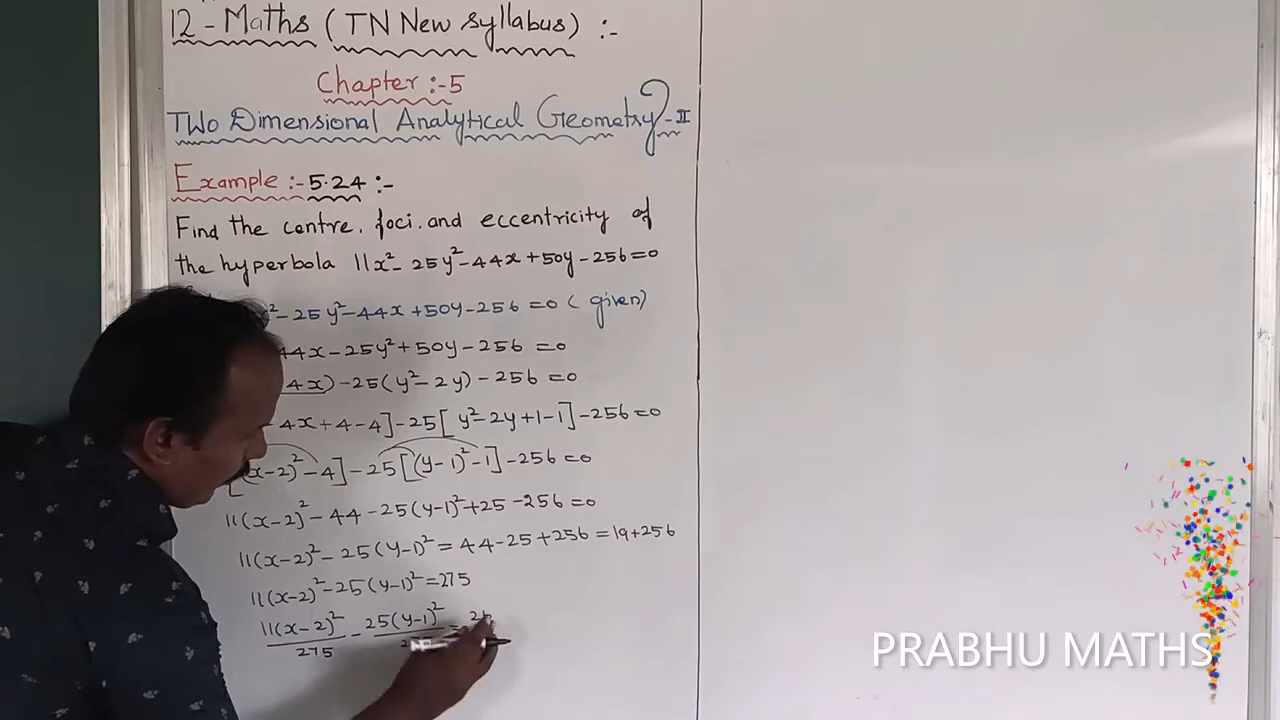 12 - Maths ( TN New syllabus) :-
Chapter :- 5
Two Dimensional Analytical Geometry - II
Example :- 5.24 :-
Find the centre, foci, and eccentricity of
the hyperbola 11x² - 25y² - 44x + 50y - 256 = 0
² - 25y² - 44x + 50y - 256 = 0 ( given)
44x - 25y² + 50y - 256 = 0
4x) - 25(y² - 2y) - 256 = 0
- 4x + 4 - 4] - 25[ y² - 2y + 1 - 1] - 256 = 0
[(x-2)² - 4] - 25[(y-1)² - 1] - 256 = 0
11(x-2)² - 44 - 25(y-1)² + 25 - 256 = 0
11(x-2)² - 25(y-1)² = 44 - 25 + 256 = 19 + 256
11(x-2)² - 25(y-1)² = 275
11(x-2)²/275 - 25(y-1)²/
PRABHU MATHS